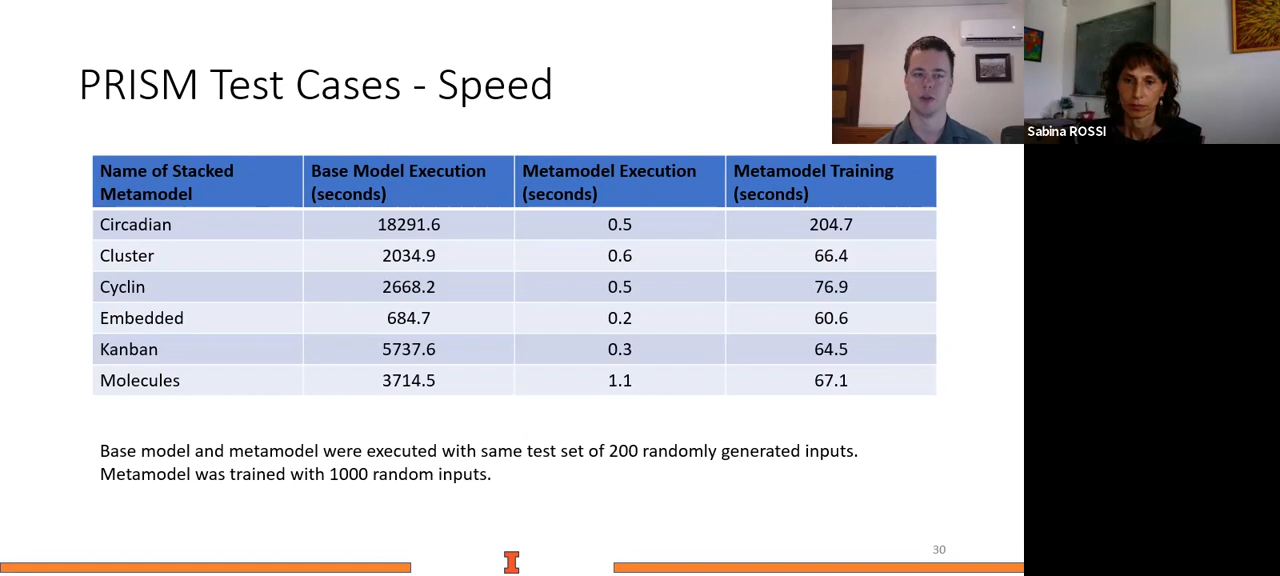 PRISM Test Cases - Speed
Sabina ROSSI
Name of Stacked Metamodel Base Model Execution (seconds) Metamodel Execution (seconds) Metamodel Training (seconds)
Circadian 18291.6 0.5 204.7
Cluster 2034.9 0.6 66.4
Cyclin 2668.2 0.5 76.9
Embedded 684.7 0.2 60.6
Kanban 5737.6 0.3 64.5
Molecules 3714.5 1.1 67.1
Base model and metamodel were executed with same test set of 200 randomly generated inputs.
Metamodel was trained with 1000 random inputs.
30